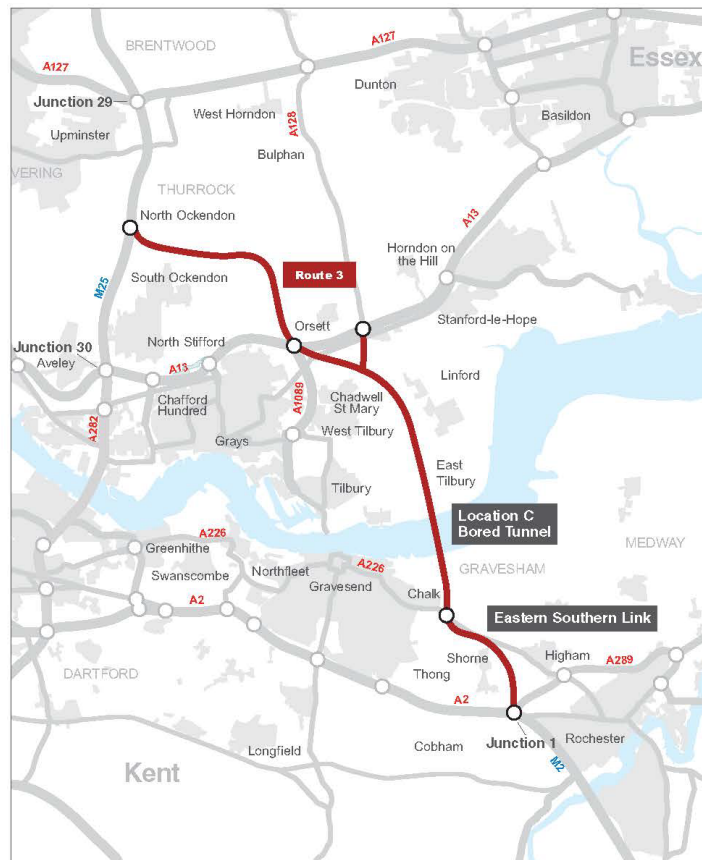 BRENTWOOD
A127
A127
Essex
Dunton
Junction 29
West Horndon
A128
Basildon
Upminster
Bulphan
VERING
THURROCK
A13
North Ockendon
Horndon on
the Hill
Route 3
M25
South Ockendon
Orsett
Stanford-le-Hope
North Stifford
Junction 30
Aveley
A13
Linford
Chafford
Hundred
A1089
Chadwell
St Mary
A282
West Tilbury
Grays
East
Tilbury
Tilbury
Location C
Bored Tunnel
A226
MEDWAY
Greenhithe
GRAVESHAM
Northfleet
A226
Swanscombe
Gravesend
Chalk
A2
Eastern Southern Link
Shorne
Higham
A289
DARTFORD
Thong
A2
Rochester
Junction 1
Longfield
Cobham
M2
Kent